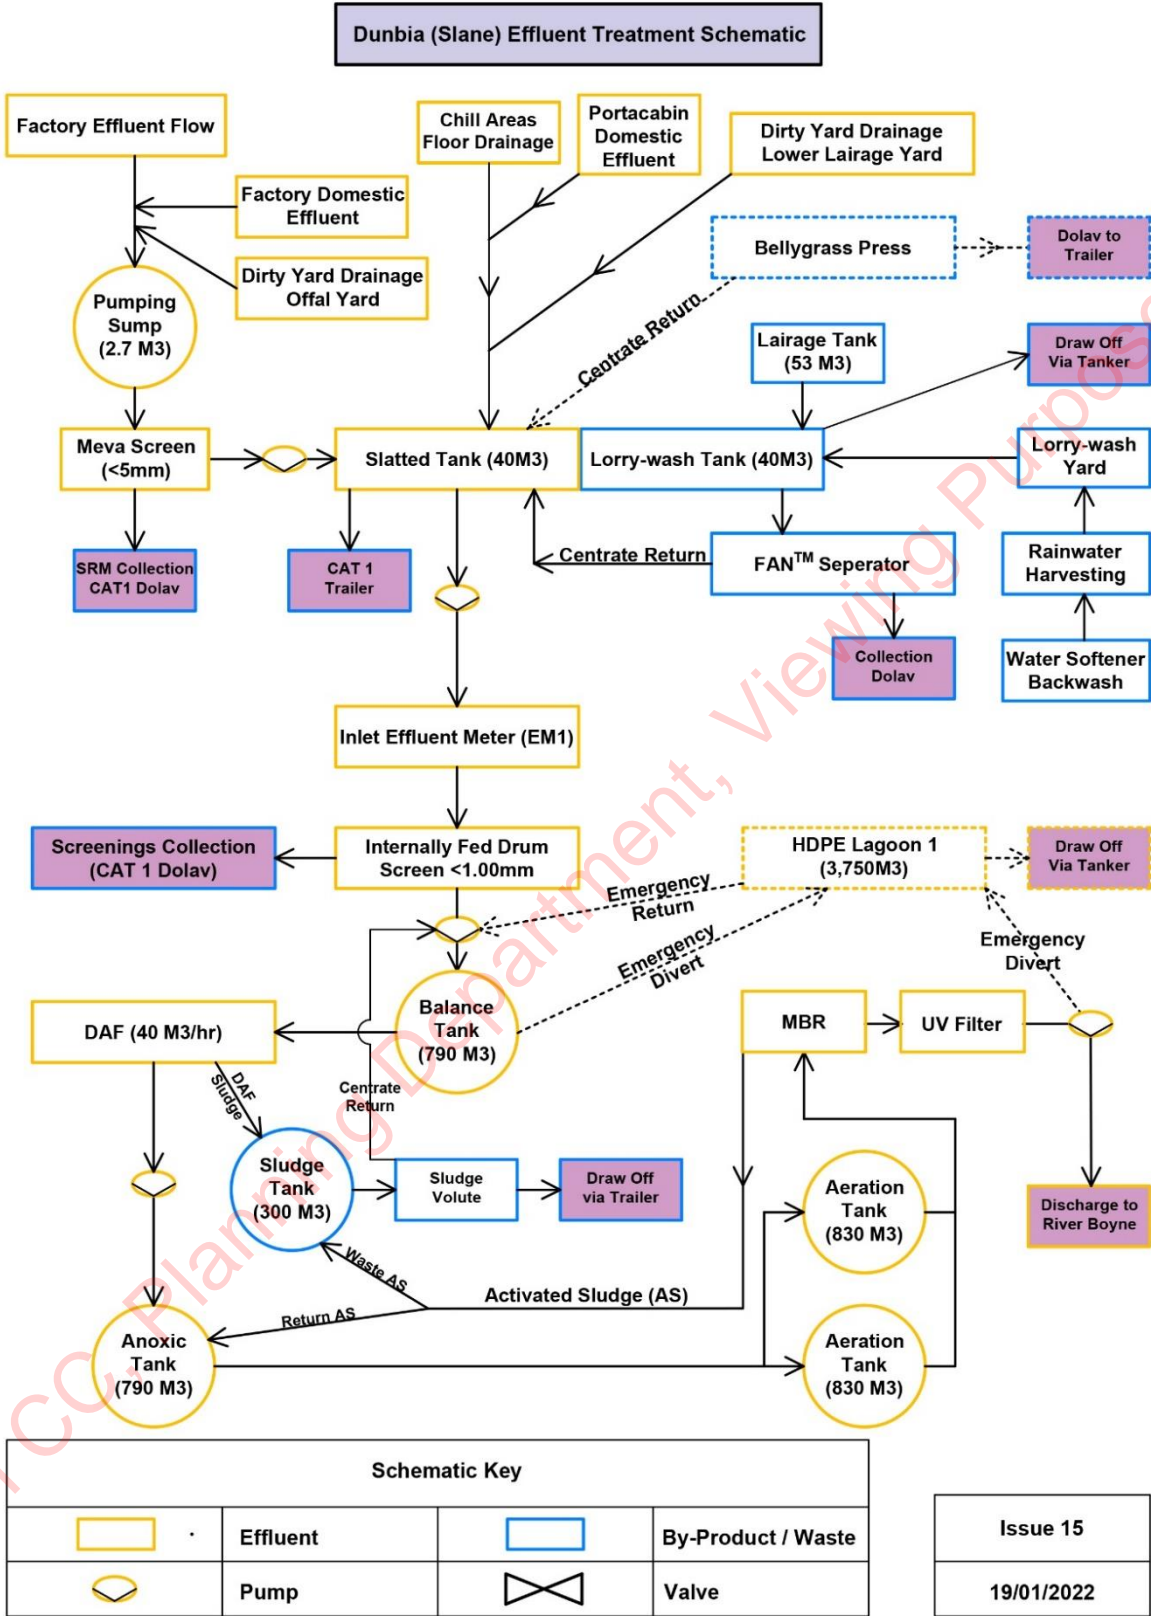 Dunbia (Slane) Effluent Treatment Schematic
Factory Effluent Flow
Chill Areas
Floor Drainage
Portacabin
Domestic
Effluent
Dirty Yard Drainage
Lower Lairage Yard
Factory Domestic
Effluent
Dirty Yard Drainage
Offal Yard
Bellygrass Press
Dolav to
Trailer
Pumping
Sump
(2.7 M3)
Centrate Return
Lairage Tank
(53 M3)
Draw Off
Via Tanker
Meva Screen
(<5mm)
Slatted Tank (40M3)
Lorry-wash Tank (40M3)
Lorry-wash
Yard
SRM Collection
CAT1 Dolav
CAT 1
Trailer
Centrate Return
FAN™ Seperator
Rainwater
Harvesting
Collection
Dolav
Water Softener
Backwash
Inlet Effluent Meter (EM1)
Screenings Collection
(CAT 1 Dolav)
Internally Fed Drum
Screen <1.00mm
HDPE Lagoon 1
(3,750M3)
Draw Off
Via Tanker
Emergency
Return
Emergency
Divert
Emergency
Divert
DAF (40 M3/hr)
Balance
Tank
(790 M3)
MBR
UV Filter
DAF
Sludge
Centrate
Return
Sludge
Tank
(300 M3)
Sludge
Volute
Draw Off
via Trailer
Aeration
Tank
(830 M3)
Discharge to
River Boyne
Waste AS
Activated Sludge (AS)
Return AS
Anoxic
Tank
(790 M3)
Aeration
Tank
(830 M3)
Schematic Key
Effluent
By-Product / Waste
Pump
Valve
Issue 15
19/01/2022
CC, Planning Department, Viewing Purpose